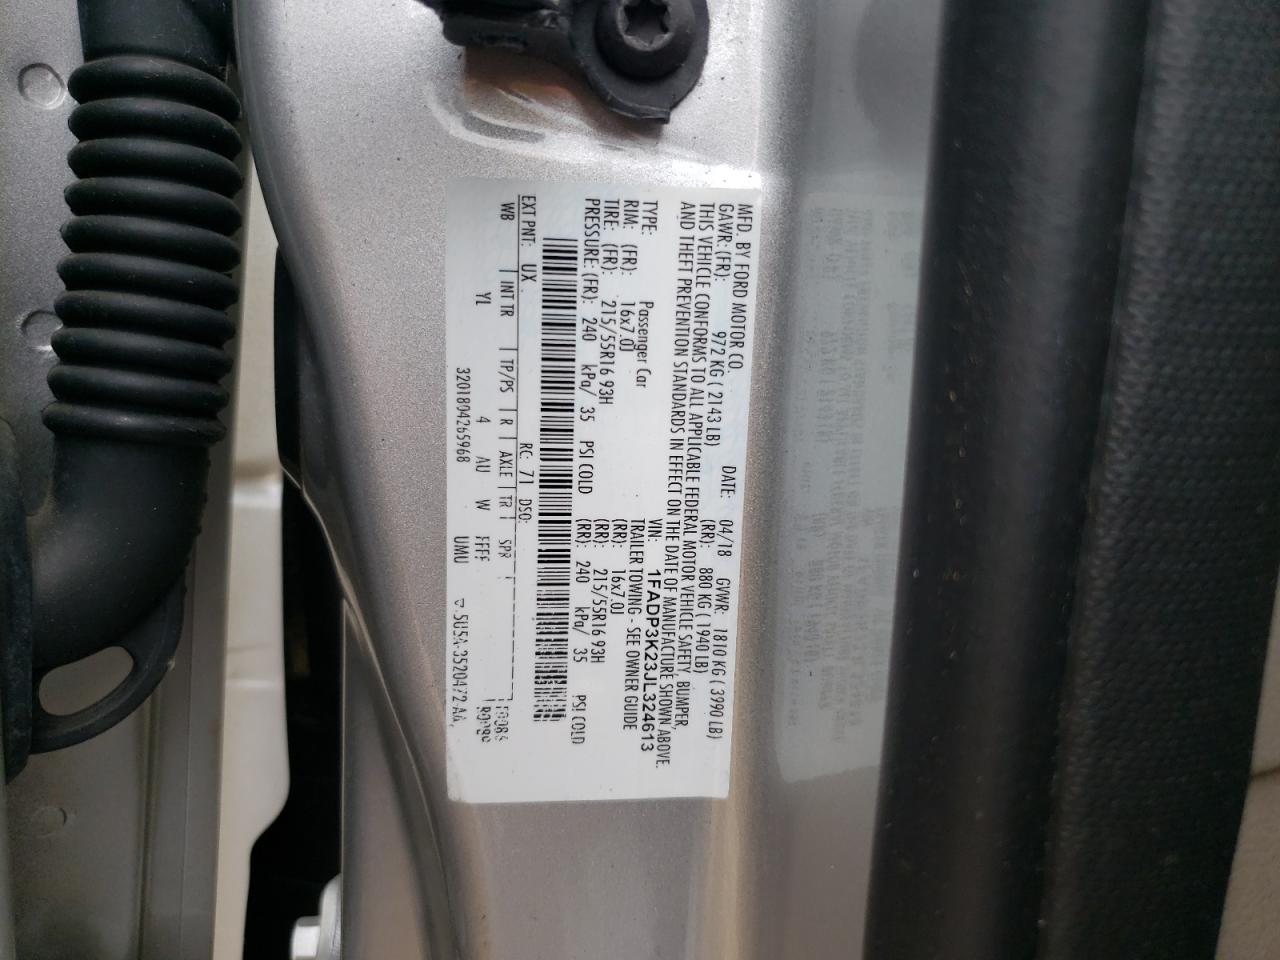 MFD. BY FORD MOTOR CO.
DATE: 04/18 GVWR: 1810 KG ( 3990 LB)
GAWR: (FR): 972 KG ( 2143 LB) (RR): 880 KG ( 1940 LB)
THIS VEHICLE CONFORMS TO ALL APPLICABLE FEDERAL MOTOR VEHICLE SAFETY, BUMPER,
AND THEFT PREVENTION STANDARDS IN EFFECT ON THE DATE OF MANUFACTURE SHOWN ABOVE.
VIN: 1FADP3K23JL324613
TYPE: Passenger Car TRAILER TOWING - SEE OWNER GUIDE
RIM: (FR): 16x7.0J (RR): 16x7.0J
TIRE: (FR): 215/55R16 93H (RR): 215/55R16 93H
PRESSURE: (FR): 240 kPa/ 35 PSI COLD (RR): 240 kPa/ 35 PSI COLD
EXT PNT: UX RC: 71 DSO:
WB INT TR TP/PS R AXLE TR SPR
YL 4 AU W FFFF
3201804265968 UMU